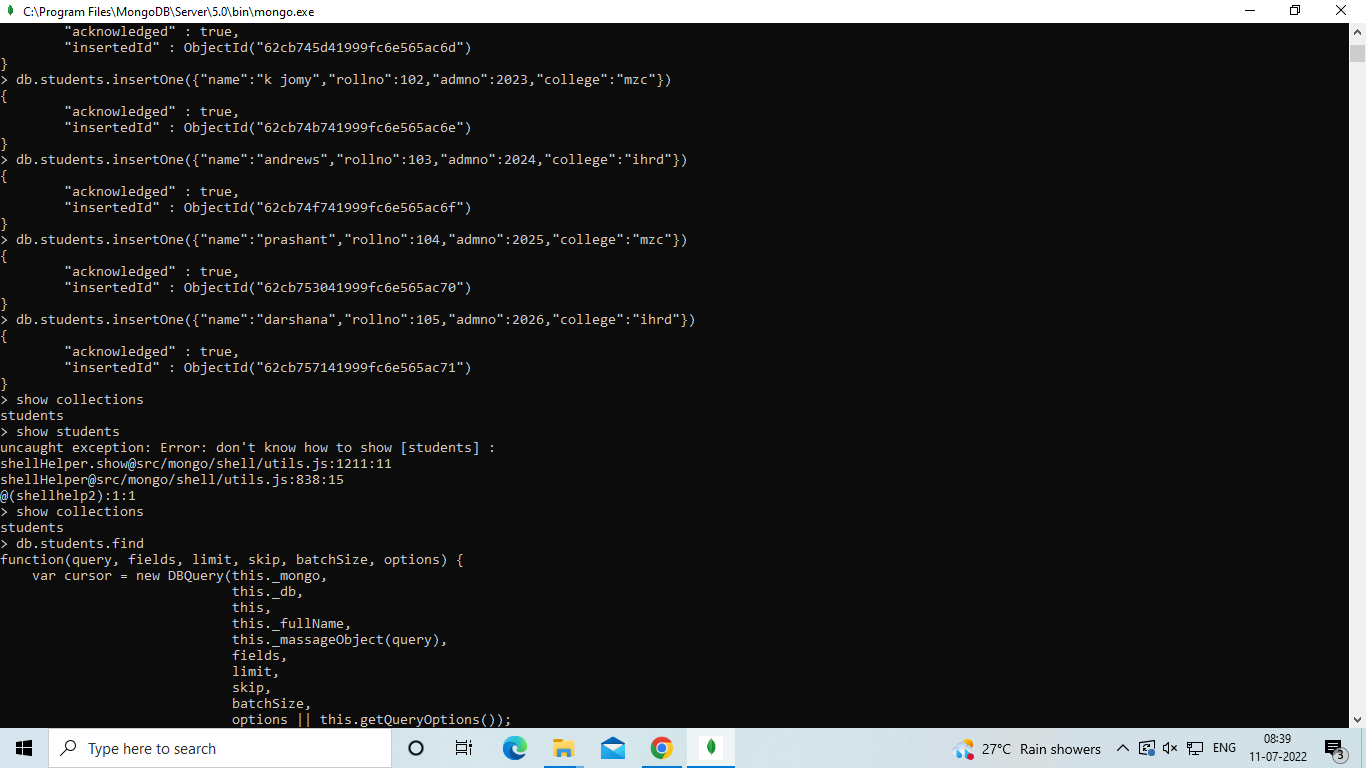 C:\Program Files\MongoDB\Server\5.0\bin\mongo.exe
"acknowledged" : true,
"insertedId" : ObjectId("62cb745d41999fc6e565ac6d")
}
> db.students.insertOne({"name":"k jomy","rollno":102,"admno":2023,"college":"mzc"})
{
"acknowledged" : true,
"insertedId" : ObjectId("62cb74b741999fc6e565ac6e")
}
> db.students.insertOne({"name":"andrews","rollno":103,"admno":2024,"college":"ihrd"})
{
"acknowledged" : true,
"insertedId" : ObjectId("62cb74f741999fc6e565ac6f")
}
> db.students.insertOne({"name":"prashant","rollno":104,"admno":2025,"college":"mzc"})
{
"acknowledged" : true,
"insertedId" : ObjectId("62cb753041999fc6e565ac70")
}
> db.students.insertOne({"name":"darshana","rollno":105,"admno":2026,"college":"ihrd"})
{
"acknowledged" : true,
"insertedId" : ObjectId("62cb757141999fc6e565ac71")
}
> show collections
students
> show students
uncaught exception: Error: don't know how to show [students] :
shellHelper.show@src/mongo/shell/utils.js:1211:11
shellHelper@src/mongo/shell/utils.js:838:15
@(shellhelp2):1:1
> show collections
students
> db.students.find
function(query, fields, limit, skip, batchSize, options) {
var cursor = new DBQuery(this._mongo,
this._db,
this,
this._fullName,
this._massageObject(query),
fields,
limit,
skip,
batchSize,
options || this.getQueryOptions());
Type here to search
27°C Rain showers
ENG
08:39
11-07-2022
3